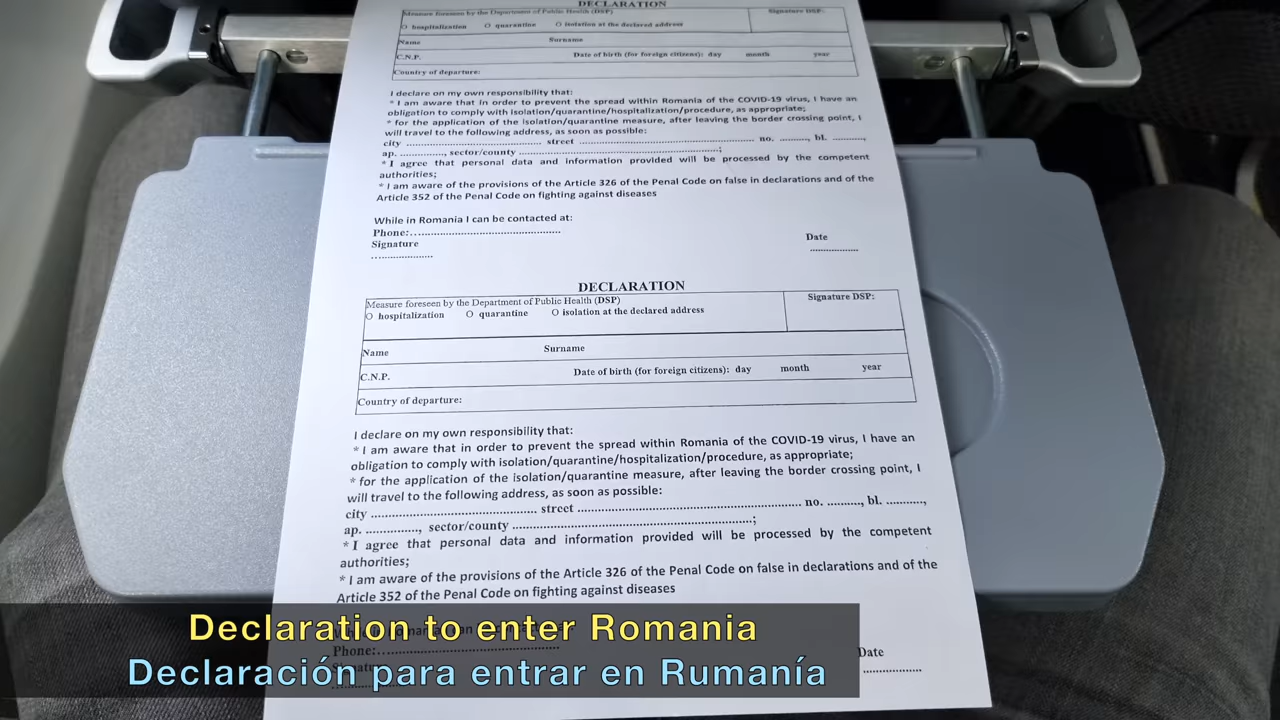 DECLARATION
Measure foreseen by the Department of Public Health (DSP)
Signature DSP:
O hospitalization O quarantine O isolation at the declared address
Name Surname
C.N.P. Date of birth (for foreign citizens): day month year
Country of departure:
I declare on my own responsibility that:
* I am aware that in order to prevent the spread within Romania of the COVID-19 virus, I have an
obligation to comply with isolation/quarantine/hospitalization/procedure, as appropriate;
* for the application of the isolation/quarantine measure, after leaving the border crossing point, I
will travel to the following address, as soon as possible:
city .................................. street ................................................ no. ........., bl. ..........,
ap. .............., sector/county ....................................................;
* I agree that personal data and information provided will be processed by the competent
authorities;
* I am aware of the provisions of the Article 326 of the Penal Code on false in declarations and of the
Article 352 of the Penal Code on fighting against diseases
While in Romania I can be contacted at:
Phone:..............................................
Signature Date
.................. ..............
DECLARATION
Measure foreseen by the Department of Public Health (DSP)
Signature DSP:
O hospitalization O quarantine O isolation at the declared address
Name Surname
C.N.P. Date of birth (for foreign citizens): day month year
Country of departure:
I declare on my own responsibility that:
* I am aware that in order to prevent the spread within Romania of the COVID-19 virus, I have an
obligation to comply with isolation/quarantine/hospitalization/procedure, as appropriate;
* for the application of the isolation/quarantine measure, after leaving the border crossing point, I
will travel to the following address, as soon as possible:
city .......................................... street .......................................................... no. .........., bl. ..........,
ap. ..............., sector/county ...............................................................;
* I agree that personal data and information provided will be processed by the competent
authorities;
* I am aware of the provisions of the Article 326 of the Penal Code on false in declarations and of the
Article 352 of the Penal Code on fighting against diseases
Phone:..............................................
Date
Declaration to enter Romania
Declaración para entrar en Rumanía